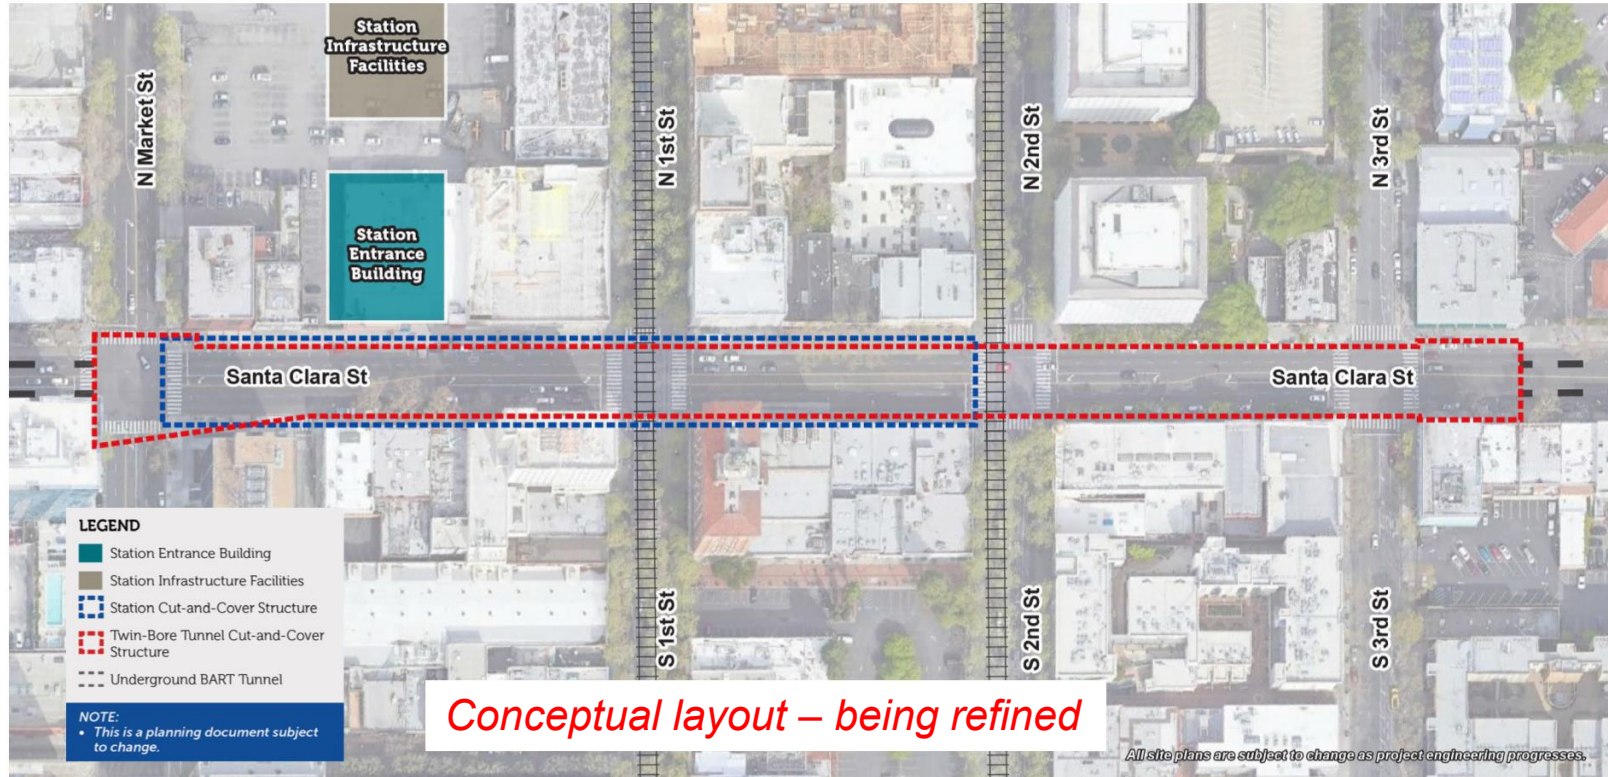 Station
Infrastructure
Facilities
N Market St
N 1st St
N 2nd St
N 3rd St
Station
Entrance
Building
Santa Clara St
Santa Clara St
LEGEND
Station Entrance Building
Station Infrastructure Facilities
Station Cut-and-Cover Structure
Twin-Bore Tunnel Cut-and-Cover
Structure
Underground BART Tunnel
NOTE:
• This is a planning document subject
to change.
S 1st St
S 2nd St
S 3rd St
Conceptual layout – being refined
All site plans are subject to change as project engineering progresses.